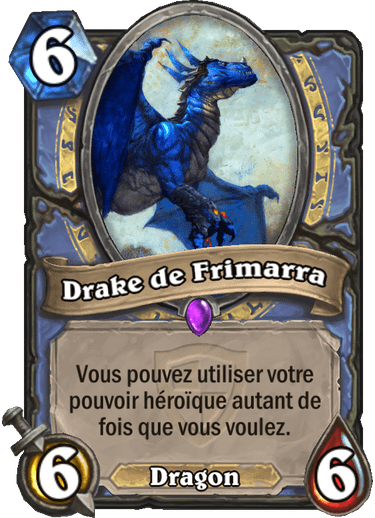 6
Drake de Frimarra
Vous pouvez utiliser votre
pouvoir héroïque autant de
fois que vous voulez.
6
Dragon
6